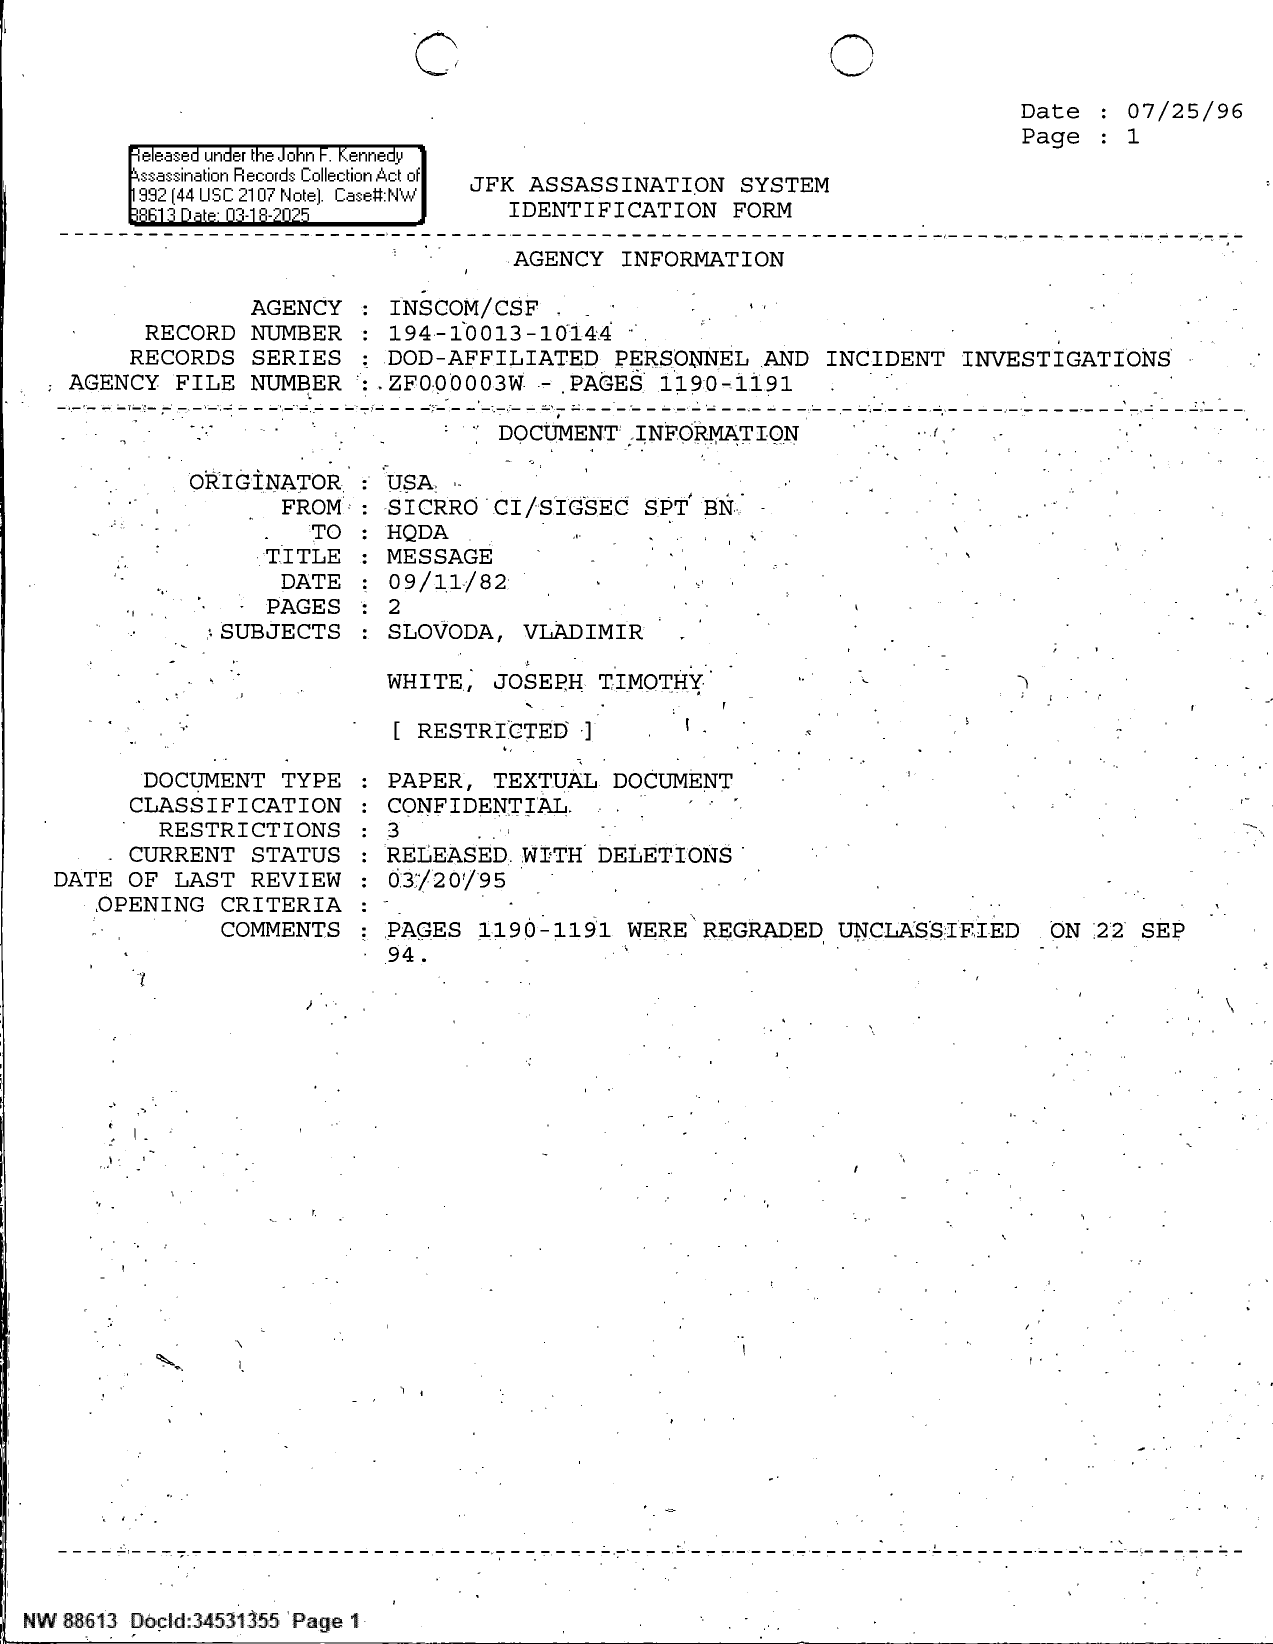 Date : 07/25/96
Page : 1
Released under the John F. Kennedy
Assassination Records Collection Act of
1992 (44 USC 2107 Note). Case#:NW
88613 Date: 03-18-2025
JFK ASSASSINATION SYSTEM
IDENTIFICATION FORM
AGENCY INFORMATION
AGENCY : INSCOM/CSF
RECORD NUMBER : 194-10013-10144
RECORDS SERIES : DOD-AFFILIATED PERSONNEL AND INCIDENT INVESTIGATIONS
AGENCY FILE NUMBER : ZF000003W - PAGES 1190-1191
DOCUMENT INFORMATION
ORIGINATOR : USA
FROM : SICRRO CI/SIGSEC SPT BN
TO : HQDA
TITLE : MESSAGE
DATE : 09/11/82
PAGES : 2
SUBJECTS : SLOVODA, VLADIMIR
WHITE, JOSEPH TIMOTHY
[ RESTRICTED ]
DOCUMENT TYPE : PAPER, TEXTUAL DOCUMENT
CLASSIFICATION : CONFIDENTIAL
RESTRICTIONS : 3
CURRENT STATUS : RELEASED WITH DELETIONS
DATE OF LAST REVIEW : 03/20/95
OPENING CRITERIA :
COMMENTS : PAGES 1190-1191 WERE REGRADED UNCLASSIFIED ON 22 SEP
94.
NW 88613 DocId:34531355 Page 1